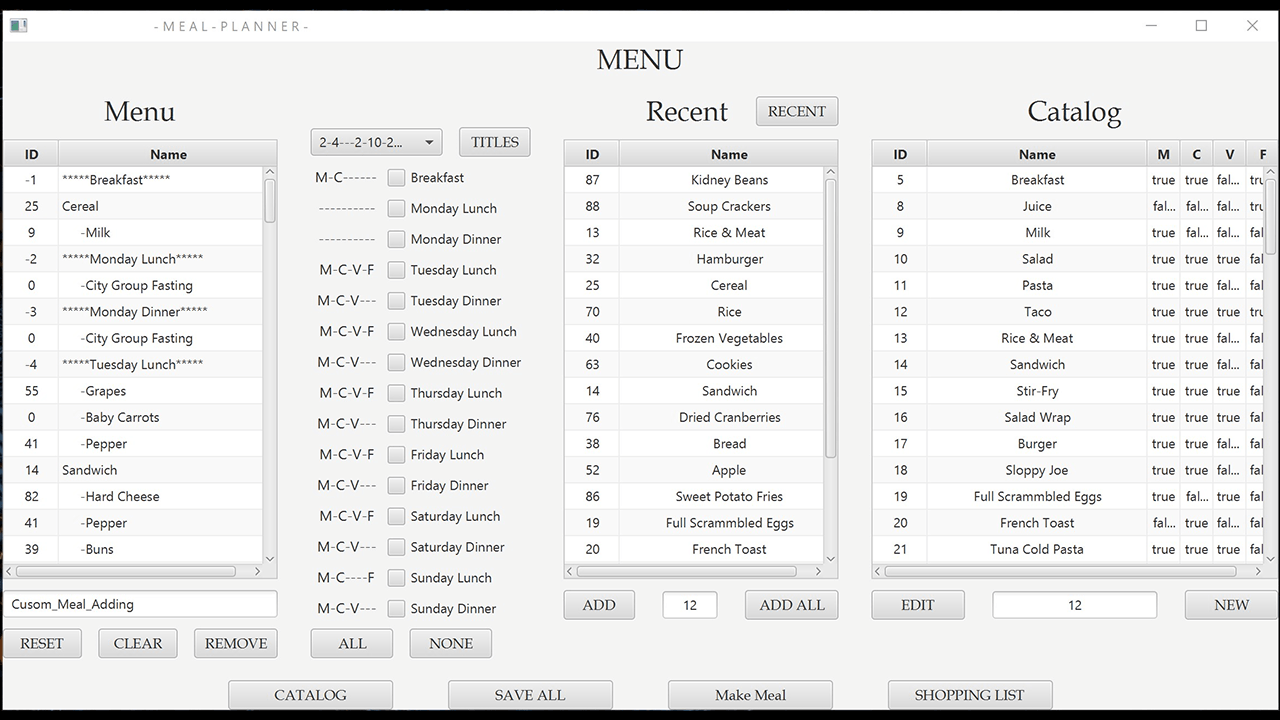 -MEAL-PLANNER-
MENU
Menu
ID Name
-1 *****Breakfast*****
25 Cereal
9 -Milk
-2 *****Monday Lunch*****
0 -City Group Fasting
-3 *****Monday Dinner*****
0 -City Group Fasting
-4 *****Tuesday Lunch*****
55 -Grapes
0 -Baby Carrots
41 -Pepper
14 Sandwich
82 -Hard Cheese
41 -Pepper
39 -Buns
Cusom_Meal_Adding
RESET CLEAR REMOVE
2-4---2-10-2... TITLES
M-C------ Breakfast
---------- Monday Lunch
---------- Monday Dinner
M-C-V-F Tuesday Lunch
M-C-V--- Tuesday Dinner
M-C-V-F Wednesday Lunch
M-C-V--- Wednesday Dinner
M-C-V-F Thursday Lunch
M-C-V--- Thursday Dinner
M-C-V-F Friday Lunch
M-C-V--- Friday Dinner
M-C-V-F Saturday Lunch
M-C-V--- Saturday Dinner
M-C----F Sunday Lunch
M-C-V--- Sunday Dinner
ALL NONE
Recent RECENT
ID Name
87 Kidney Beans
88 Soup Crackers
13 Rice & Meat
32 Hamburger
25 Cereal
70 Rice
40 Frozen Vegetables
63 Cookies
14 Sandwich
76 Dried Cranberries
38 Bread
52 Apple
86 Sweet Potato Fries
19 Full Scrammbled Eggs
20 French Toast
ADD 12 ADD ALL
Catalog
ID Name M C V F
5 Breakfast true true fal... tru
8 Juice fal... fal... fal... tru
9 Milk true fal... fal... fal
10 Salad true true true fal
11 Pasta true true true fal
12 Taco true true true tru
13 Rice & Meat true true fal... fal
14 Sandwich true true true fal
15 Stir-Fry true true true fal
16 Salad Wrap true true true fal
17 Burger true true fal... fal
18 Sloppy Joe true true fal... fal
19 Full Scrammbled Eggs true fal... true fal
20 French Toast fal... true true fal
21 Tuna Cold Pasta true true true fal
EDIT 12 NEW
CATALOG SAVE ALL Make Meal SHOPPING LIST